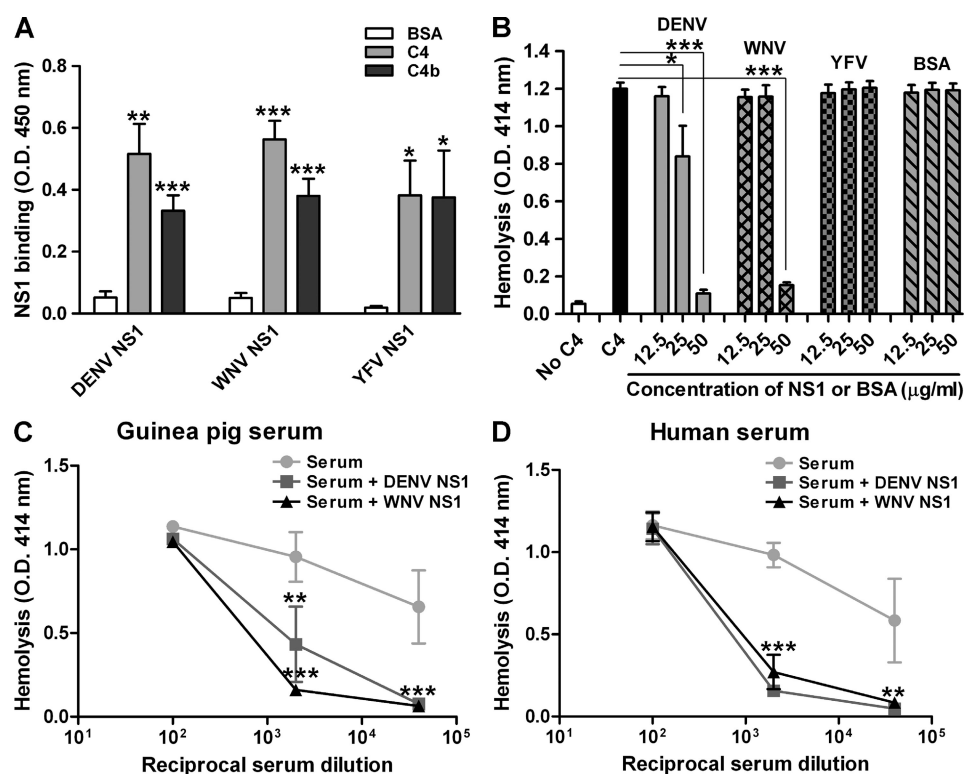 A
BSA
C4
C4b
NS1 binding (O.D. 450 nm)
0.8
0.6
0.4
0.2
0.0
**
***
***
***
*
*
DENV NS1
WNV NS1
YFV NS1
B
DENV
WNV
YFV
BSA
***
*
***
Hemolysis (O.D. 414 nm)
1.4
1.2
1.0
0.8
0.6
0.4
0.2
0.0
No C4
C4
12.5
25
50
12.5
25
50
12.5
25
50
12.5
25
50
Concentration of NS1 or BSA (μg/ml)
C
Guinea pig serum
Serum
Serum + DENV NS1
Serum + WNV NS1
Hemolysis (O.D. 414 nm)
1.5
1.0
0.5
0.0
**
***
***
10¹ 10² 10³ 10⁴ 10⁵
Reciprocal serum dilution
D
Human serum
Serum
Serum + DENV NS1
Serum + WNV NS1
Hemolysis (O.D. 414 nm)
1.5
1.0
0.5
0.0
***
**
10¹ 10² 10³ 10⁴ 10⁵
Reciprocal serum dilution